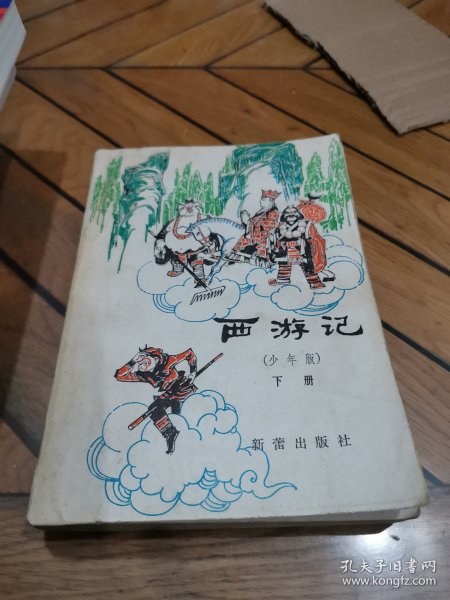 西游记
(少年版)
下册
新蕾出版社
孔夫子旧书网
www.kongfz.com